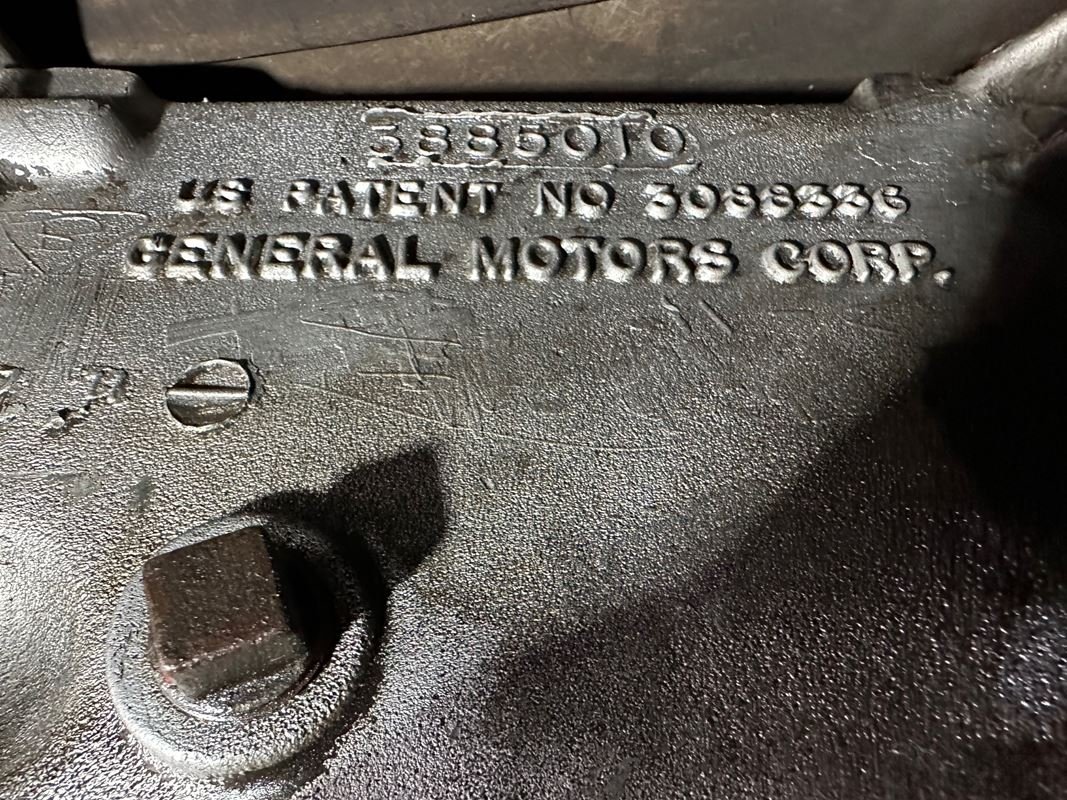 3885010
US PATENT NO 3088336
GENERAL MOTORS CORP.